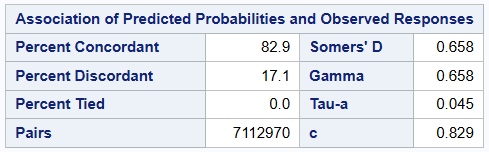 Association of Predicted Probabilities and Observed Responses
Percent Concordant 82.9 Somers' D 0.658
Percent Discordant 17.1 Gamma 0.658
Percent Tied 0.0 Tau-a 0.045
Pairs 7112970 c 0.829